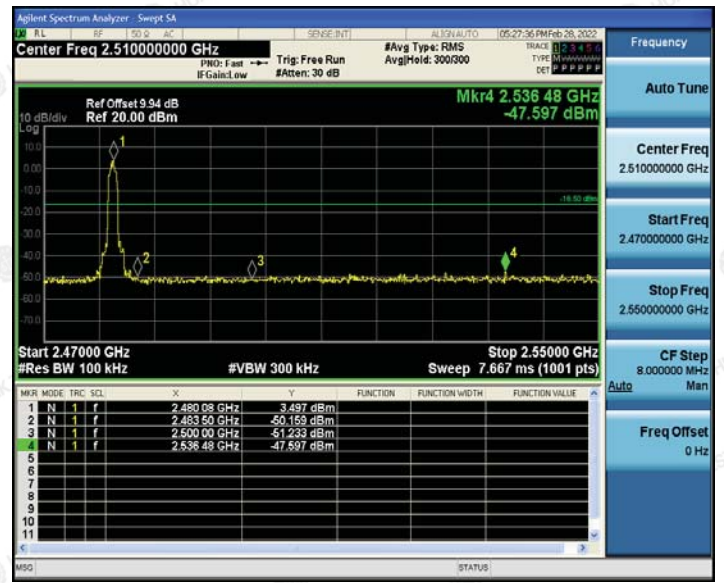 Agilent Spectrum Analyzer - Swept SA
RL RF 50 Ω AC SENSE:INT ALIGN AUTO 05:27:36 PM Feb 28, 2022
Center Freq 2.510000000 GHz
PNO: Fast
IFGain:Low
Trig: Free Run
#Atten: 30 dB
#Avg Type: RMS
Avg|Hold: 300/300
TRACE 1 2 3 4 5 6
TYPE
DET P P P P P P
Ref Offset 9.94 dB
Ref 20.00 dBm
Mkr4 2.536 48 GHz
-47.597 dBm
10 dB/div
Log
10.0
0.00
-10.0
-20.0
-30.0
-40.0
-50.0
-60.0
-70.0
1
2
3
4
-16.50 dBm
Start 2.47000 GHz
#Res BW 100 kHz
#VBW 300 kHz
Stop 2.55000 GHz
Sweep 7.667 ms (1001 pts)
MKR MODE TRC SCL X Y FUNCTION FUNCTION WIDTH FUNCTION VALUE
1 N 1 f 2.480 08 GHz 3.497 dBm
2 N 1 f 2.483 50 GHz -50.159 dBm
3 N 1 f 2.500 00 GHz -51.233 dBm
4 N 1 f 2.536 48 GHz -47.597 dBm
5
6
7
8
9
10
11
MSG STATUS
Frequency
Auto Tune
Center Freq
2.510000000 GHz
Start Freq
2.470000000 GHz
Stop Freq
2.550000000 GHz
CF Step
8.000000 MHz
Auto Man
Freq Offset
0 Hz